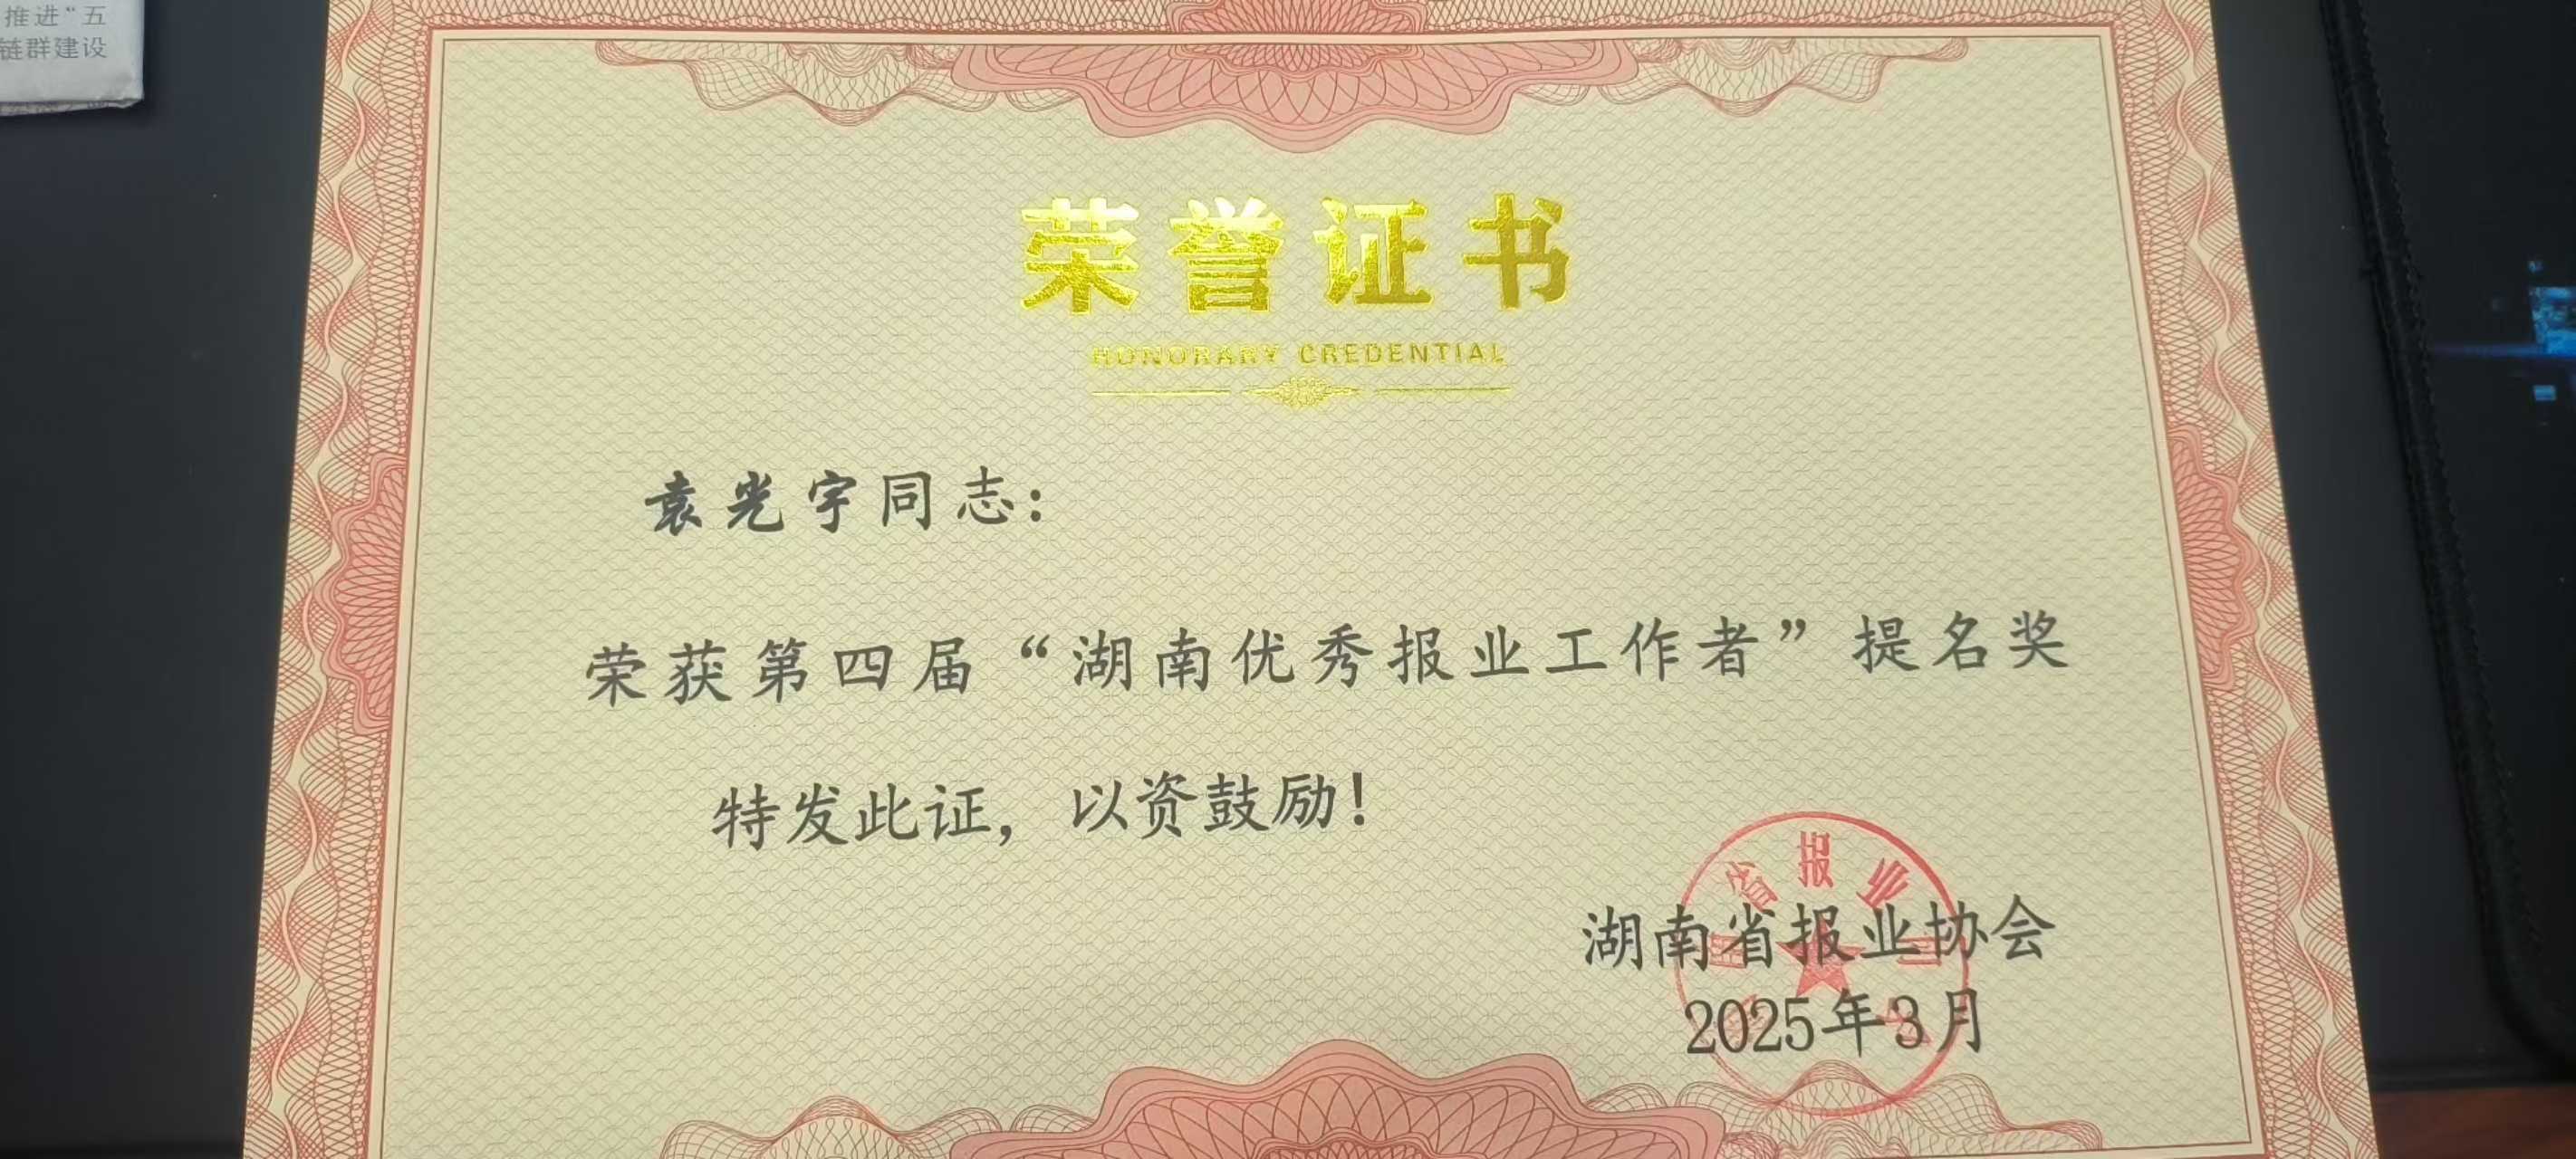 推进“五
链群建设
荣誉证书
HONORARY CREDENTIAL
袁光宇同志：
荣获第四届“湖南优秀报业工作者”提名奖
特发此证，以资鼓励！
省报业
湖南省报业协会
2025年3月